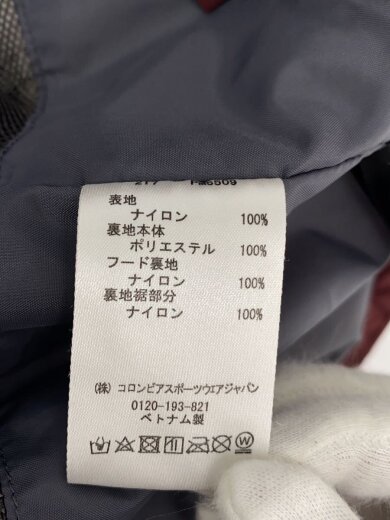 表地
ナイロン 100%
裏地本体
ポリエステル 100%
フード裏地
ナイロン 100%
裏地裾部分
ナイロン 100%
(株) コロンビアスポーツウエアジャパン
0120-193-821
ベトナム製